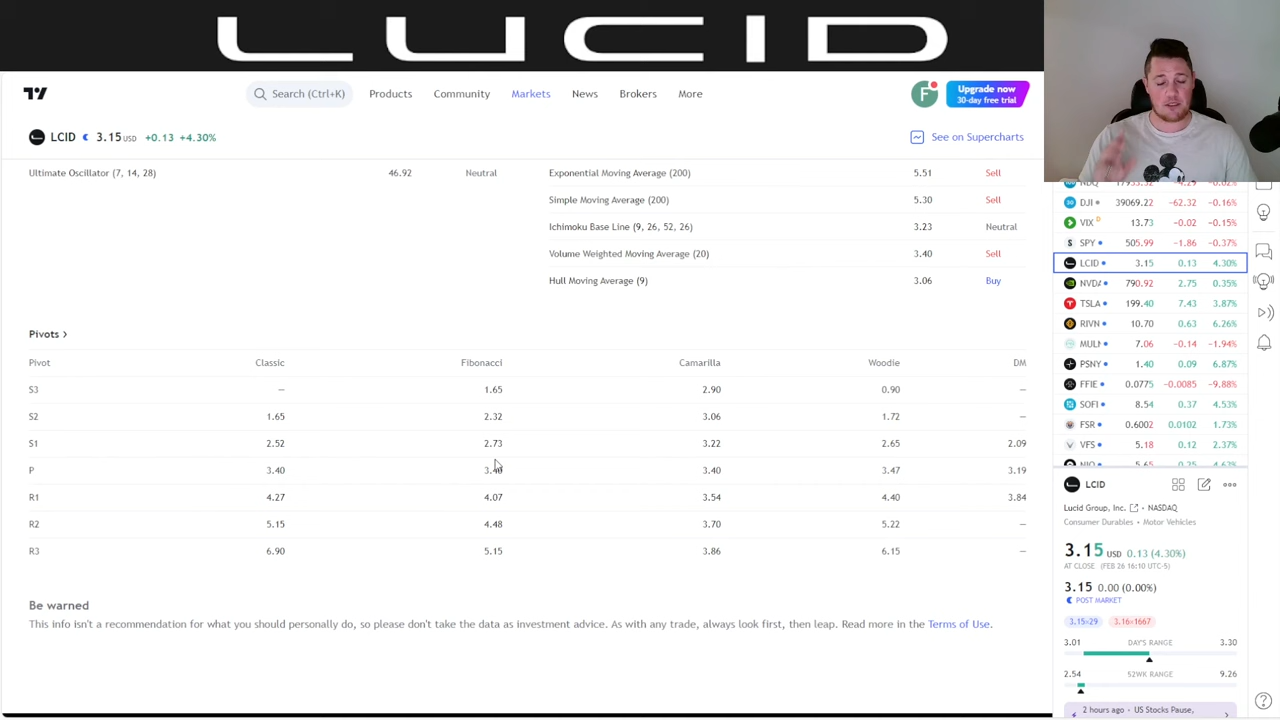 LUCID
Search (Ctrl+K) Products Community Markets News Brokers More F Upgrade now
30-day free trial
LCID 3.15 USD +0.13 +4.30% See on Supercharts
Ultimate Oscillator (7, 14, 28) 46.92 Neutral
Exponential Moving Average (200) 5.51 Sell
Simple Moving Average (200) 5.30 Sell
Ichimoku Base Line (9, 26, 52, 26) 3.23 Neutral
Volume Weighted Moving Average (20) 3.40 Sell
Hull Moving Average (9) 3.06 Buy
Pivots >
Pivot Classic Fibonacci Camarilla Woodie DM
S3 — 1.65 2.90 0.90 —
S2 1.65 2.32 3.06 1.72 —
S1 2.52 2.73 3.22 2.65 2.09
P 3.40 3.40 3.40 3.47 3.19
R1 4.27 4.07 3.54 4.40 3.84
R2 5.15 4.48 3.70 5.22 —
R3 6.90 5.15 3.86 6.15 —
Be warned
This info isn't a recommendation for what you should personally do, so please don't take the data as investment advice. As with any trade, always look first, then leap. Read more in the Terms of Use.
DJI 39069.22 -62.32 -0.16%
VIX D 13.73 -0.02 -0.15%
SPY 505.99 -1.86 -0.37%
LCID 3.15 0.13 4.30%
NVDA 790.92 2.75 0.35%
TSLA 199.40 7.43 3.87%
RIVN 10.70 0.63 6.26%
MULN 7.06 -0.14 -1.94%
PSNY 1.40 0.09 6.87%
FFIE 0.0775 -0.0085 -9.88%
SOFI 8.54 0.37 4.53%
FSR 0.6002 0.0102 1.73%
VFS 5.18 0.12 2.37%
LCID
Lucid Group, Inc. • NASDAQ
Consumer Durables • Motor Vehicles
3.15 USD 0.13 (4.30%)
AT CLOSE (FEB 26 16:10 UTC-5)
3.15 0.00 (0.00%)
POST MARKET
3.15×29 3.16×1667
3.01 DAY'S RANGE 3.30
2.54 52WK RANGE 9.26
2 hours ago • US Stocks Pause,